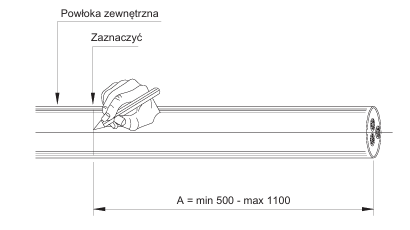 Powłoka zewnętrzna
Zaznaczyć
A = min 500 - max 1100